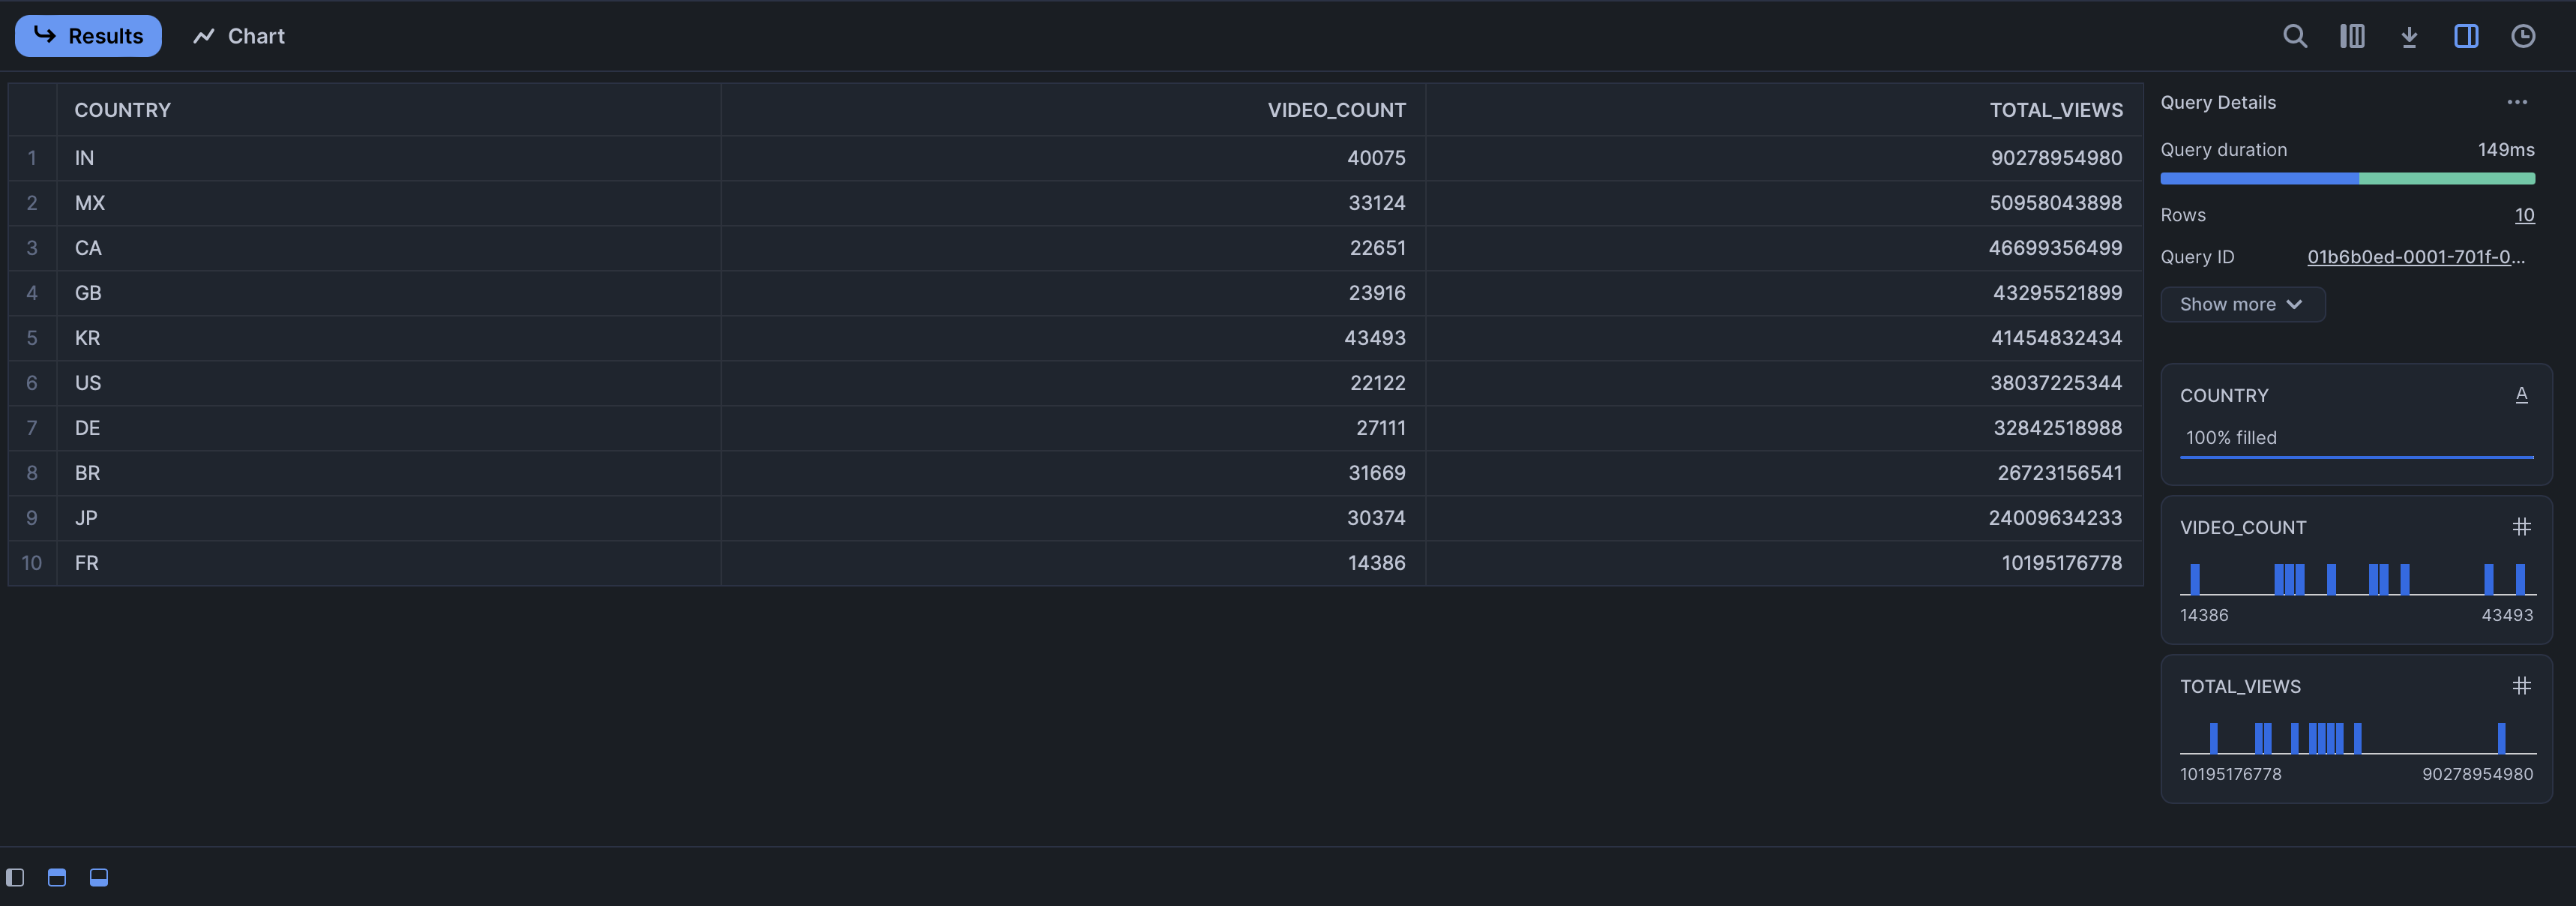 Results Chart
COUNTRY VIDEO_COUNT TOTAL_VIEWS
1 IN 40075 90278954980
2 MX 33124 50958043898
3 CA 22651 46699356499
4 GB 23916 43295521899
5 KR 43493 41454832434
6 US 22122 38037225344
7 DE 27111 32842518988
8 BR 31669 26723156541
9 JP 30374 24009634233
10 FR 14386 10195176778
Query Details ...
Query duration 149ms
Rows 10
Query ID 01b6b0ed-0001-701f-0...
Show more
COUNTRY A
100% filled
VIDEO_COUNT #
14386 43493
TOTAL_VIEWS #
10195176778 90278954980